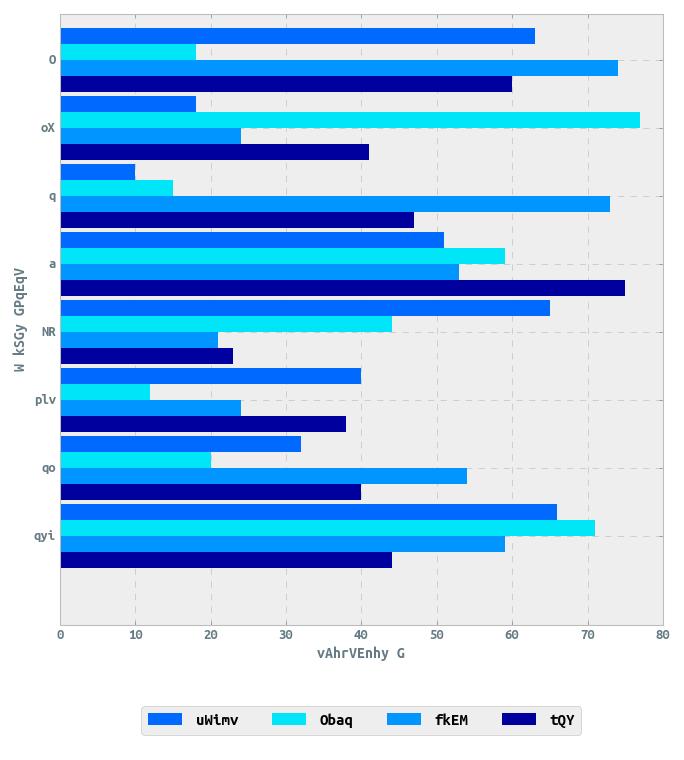 O
oX
q
a
NR
plv
qo
qyi
W kSGy GPqEqV
0 10 20 30 40 50 60 70 80
vAhrVEnhy G
uWimv Obaq fkEM tQY